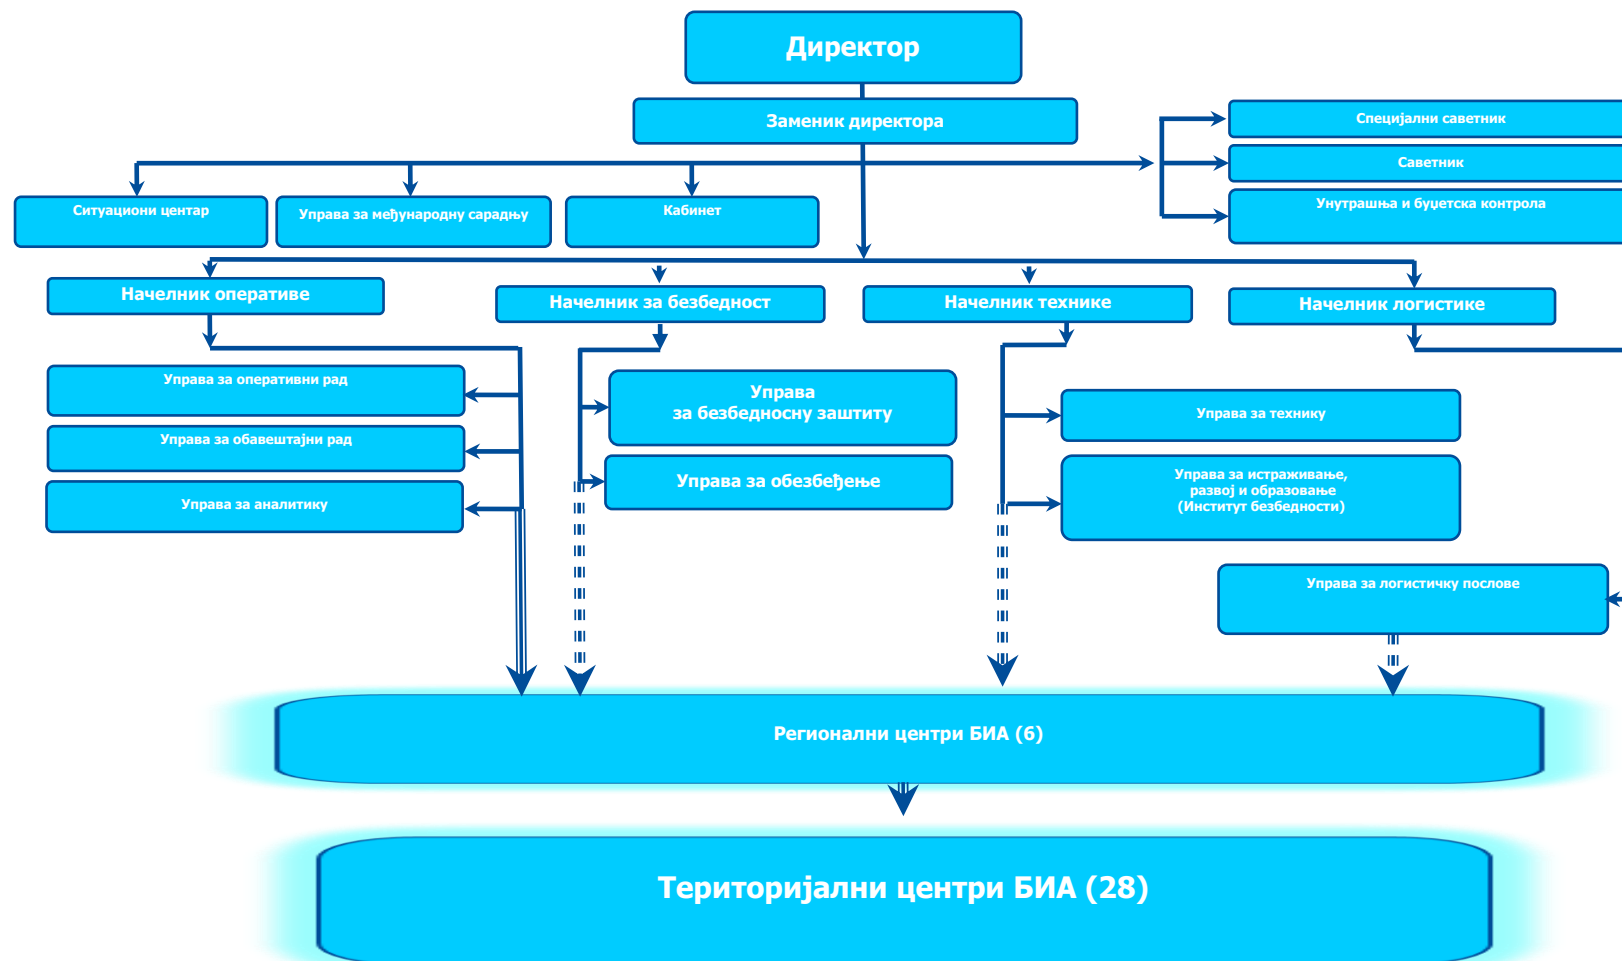 Директор
Заменик директора
Специјални саветник
Саветник
Унутрашња и буџетска контрола
Ситуациони центар
Управа за међународну сарадњу
Кабинет
Начелник оперативе
Начелник за безбедност
Начелник технике
Начелник логистике
Управа за оперативни рад
Управа за обавештајни рад
Управа за аналитику
Управа
за безбедносну заштиту
Управа за обезбеђење
Управа за технику
Управа за истраживање,
развој и образовање
(Институт безбедности)
Управа за логистичку послове
Регионални центри БИА (6)
Територијални центри БИА (28)